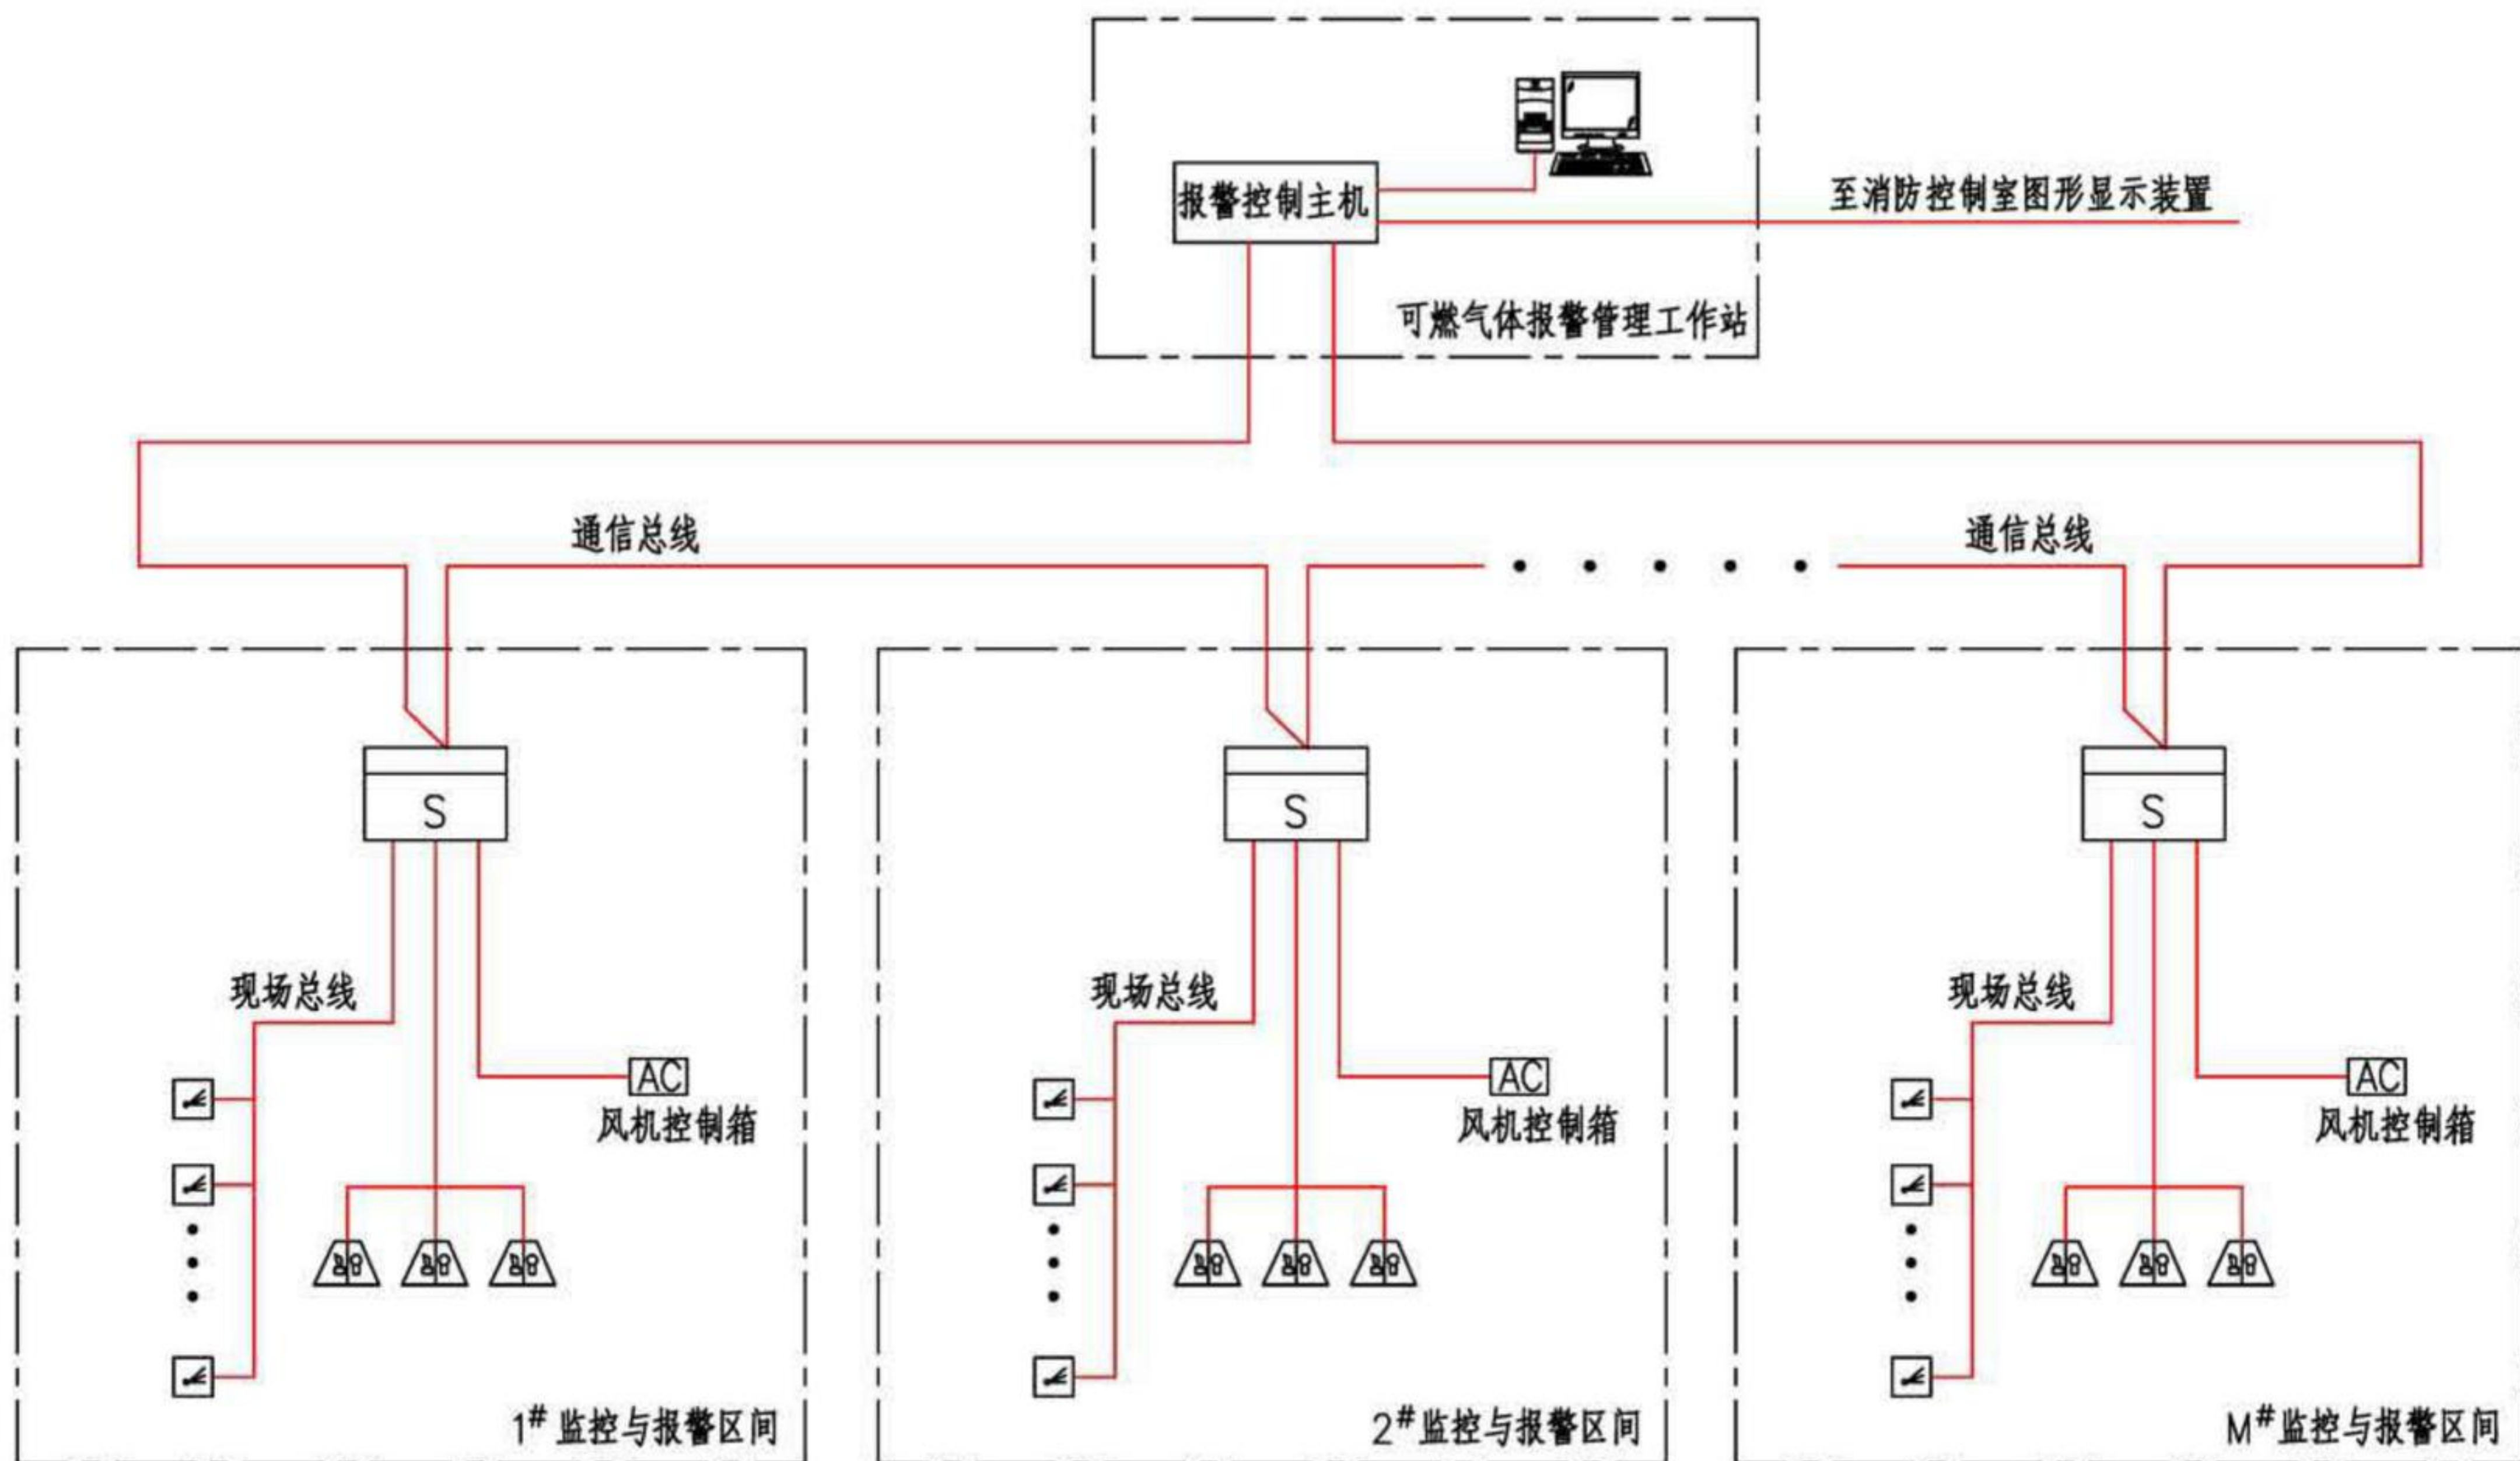 报警控制主机
至消防控制室图形显示装置
可燃气体报警管理工作站
通信总线
通信总线
S
S
S
现场总线
现场总线
现场总线
AC
AC
AC
风机控制箱
风机控制箱
风机控制箱
1#监控与报警区间
2#监控与报警区间
M#监控与报警区间